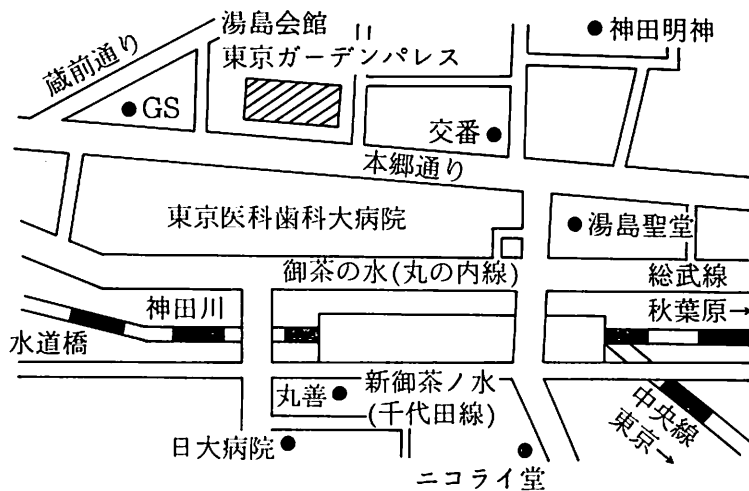 湯島会館
東京ガーデンパレス
神田明神
蔵前通り
GS
交番
本郷通り
東京医科歯科大病院
湯島聖堂
御茶の水(丸の内線)
総武線
神田川
秋葉原→
水道橋
丸善
新御茶ノ水
(千代田線)
中央線
東京→
日大病院
ニコライ堂